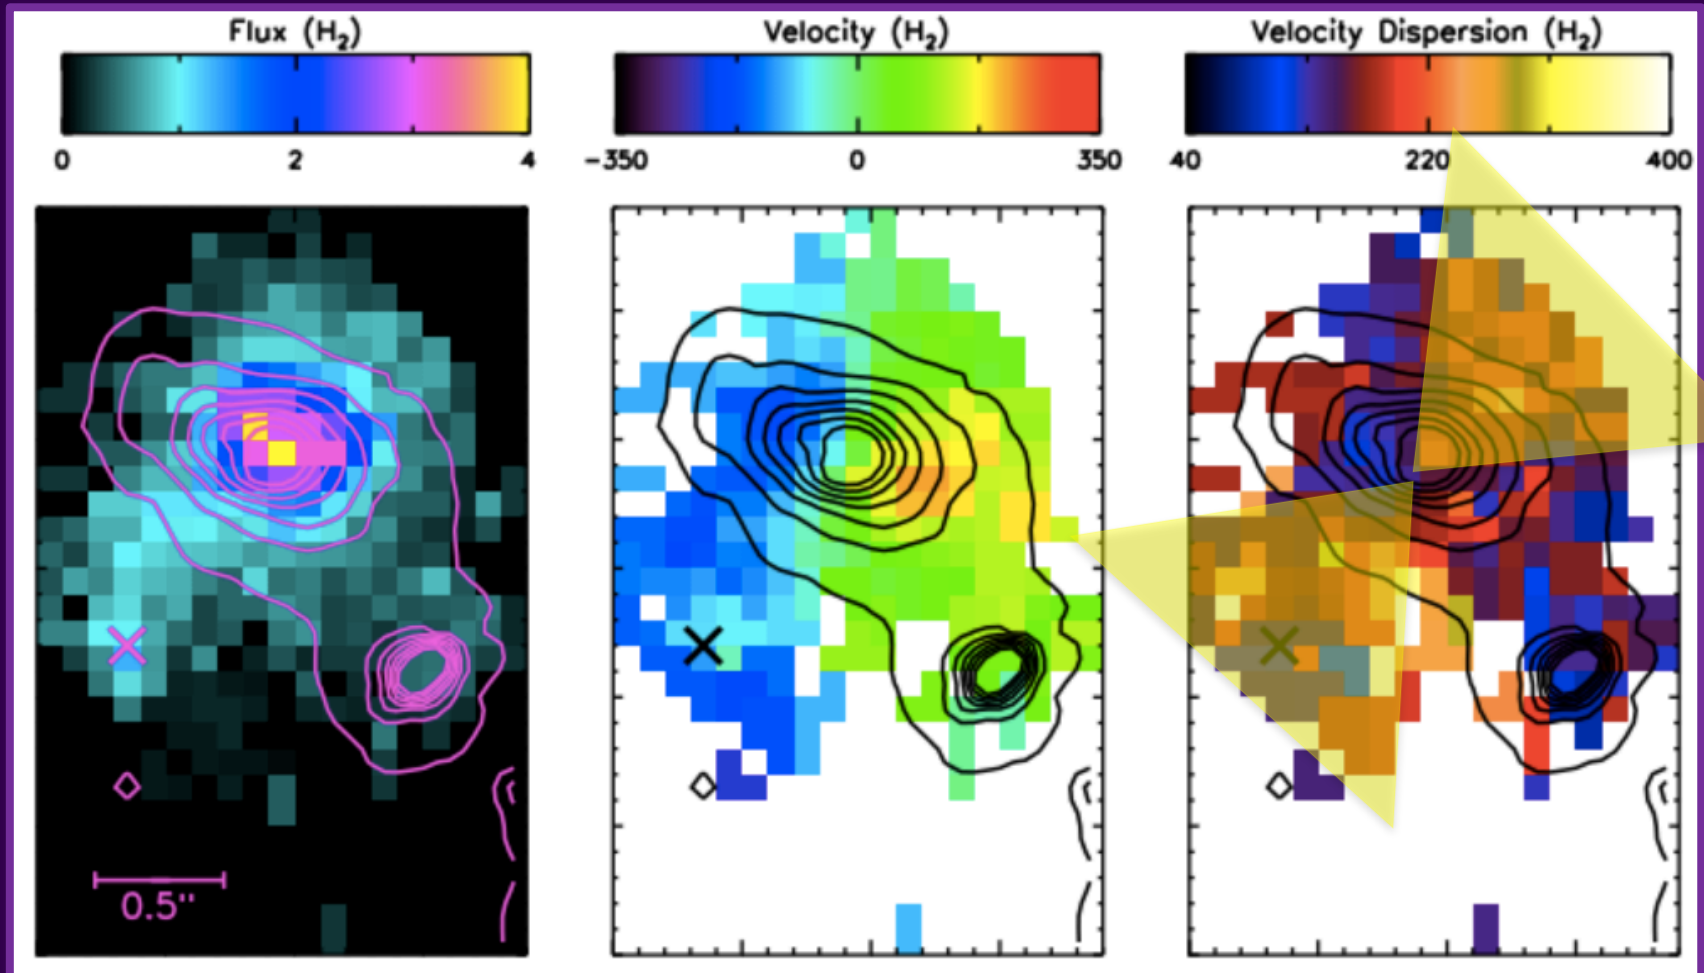 Flux (H₂)
Velocity (H₂)
Velocity Dispersion (H₂)
0 2 4
−350 0 350
40 220 400
0.5"